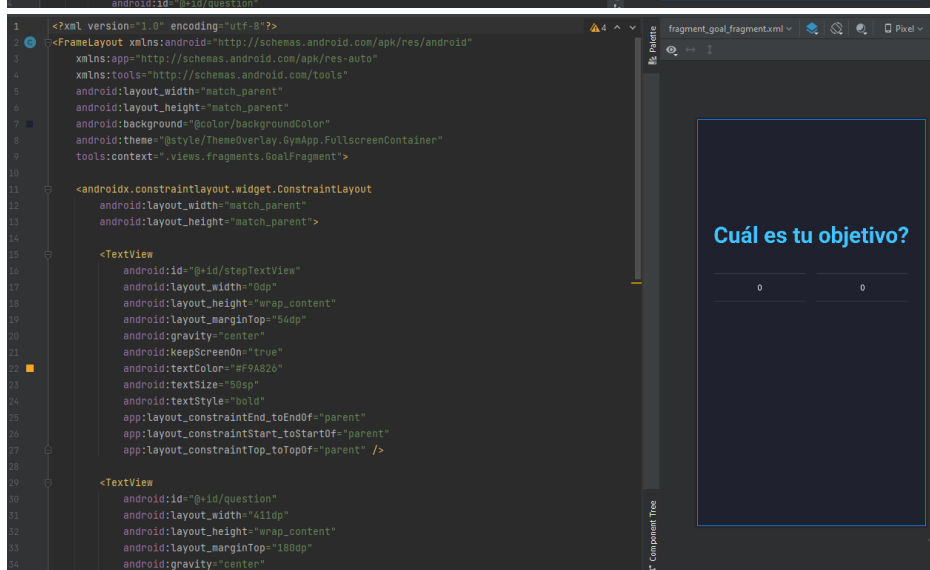 android:id="@+id/question"
1 <?xml version="1.0" encoding="utf-8"?>
2 <FrameLayout xmlns:android="http://schemas.android.com/apk/res/android"
3 xmlns:app="http://schemas.android.com/apk/res-auto"
4 xmlns:tools="http://schemas.android.com/tools"
5 android:layout_width="match_parent"
6 android:layout_height="match_parent"
7 android:background="@color/backgroundColor"
8 android:theme="@style/ThemeOverlay.GymApp.FullscreenContainer"
9 tools:context=".views.fragments.GoalFragment">
10
11 <androidx.constraintlayout.widget.ConstraintLayout
12 android:layout_width="match_parent"
13 android:layout_height="match_parent">
14
15 <TextView
16 android:id="@+id/stepTextView"
17 android:layout_width="0dp"
18 android:layout_height="wrap_content"
19 android:layout_marginTop="54dp"
20 android:gravity="center"
21 android:keepScreenOn="true"
22 android:textColor="#F9A826"
23 android:textSize="50sp"
24 android:textStyle="bold"
25 app:layout_constraintEnd_toEndOf="parent"
26 app:layout_constraintStart_toStartOf="parent"
27 app:layout_constraintTop_toTopOf="parent" />
28
29 <TextView
30 android:id="@+id/question"
31 android:layout_width="411dp"
32 android:layout_height="wrap_content"
33 android:layout_marginTop="180dp"
34 android:gravity="center"
4
Palette
Component Tree
fragment_goal_fragment.xml
Pixel
Cuál es tu objetivo?
0 0